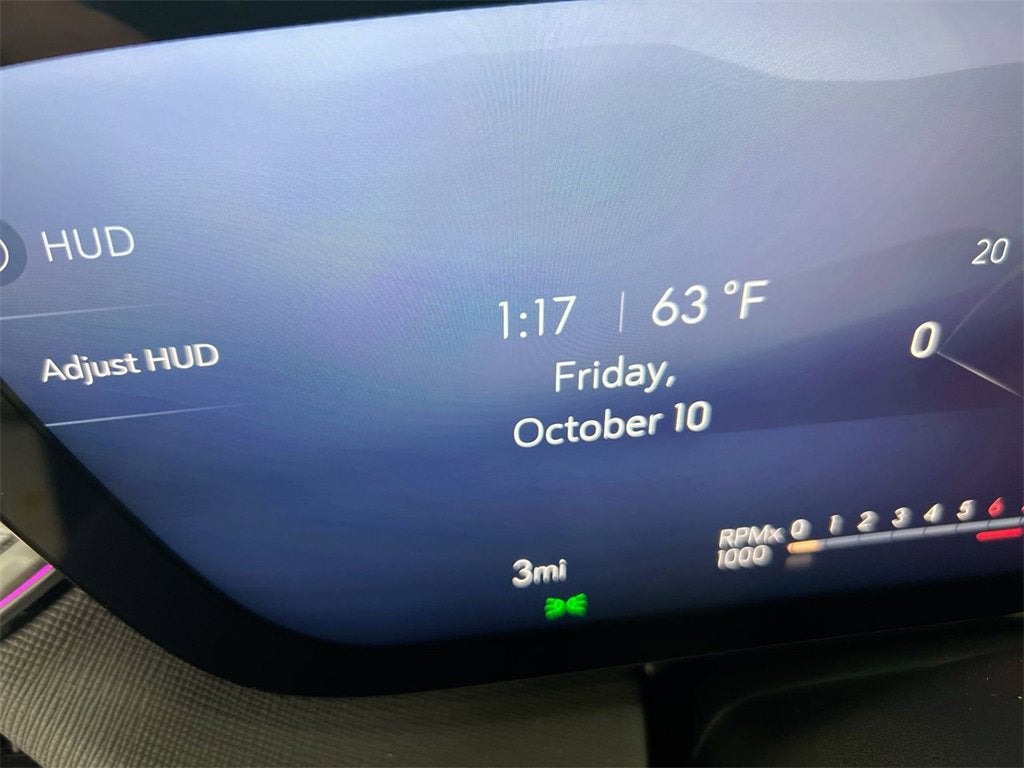 HUD
Adjust HUD
1:17 | 63 °F
Friday,
October 10
20
0
RPMx 0 1 2 3 4 5 6
1000
3mi